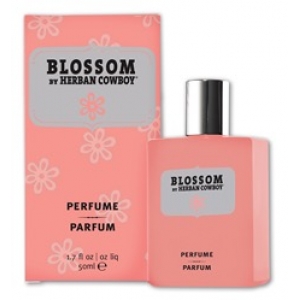 BLOSSOM
BY HERBAN COWBOY®
PERFUME
PARFUM
1.7 fl oz / oz liq
50ml ℮
BLOSSOM
BY HERBAN COWBOY
PERFUME
PARFUM